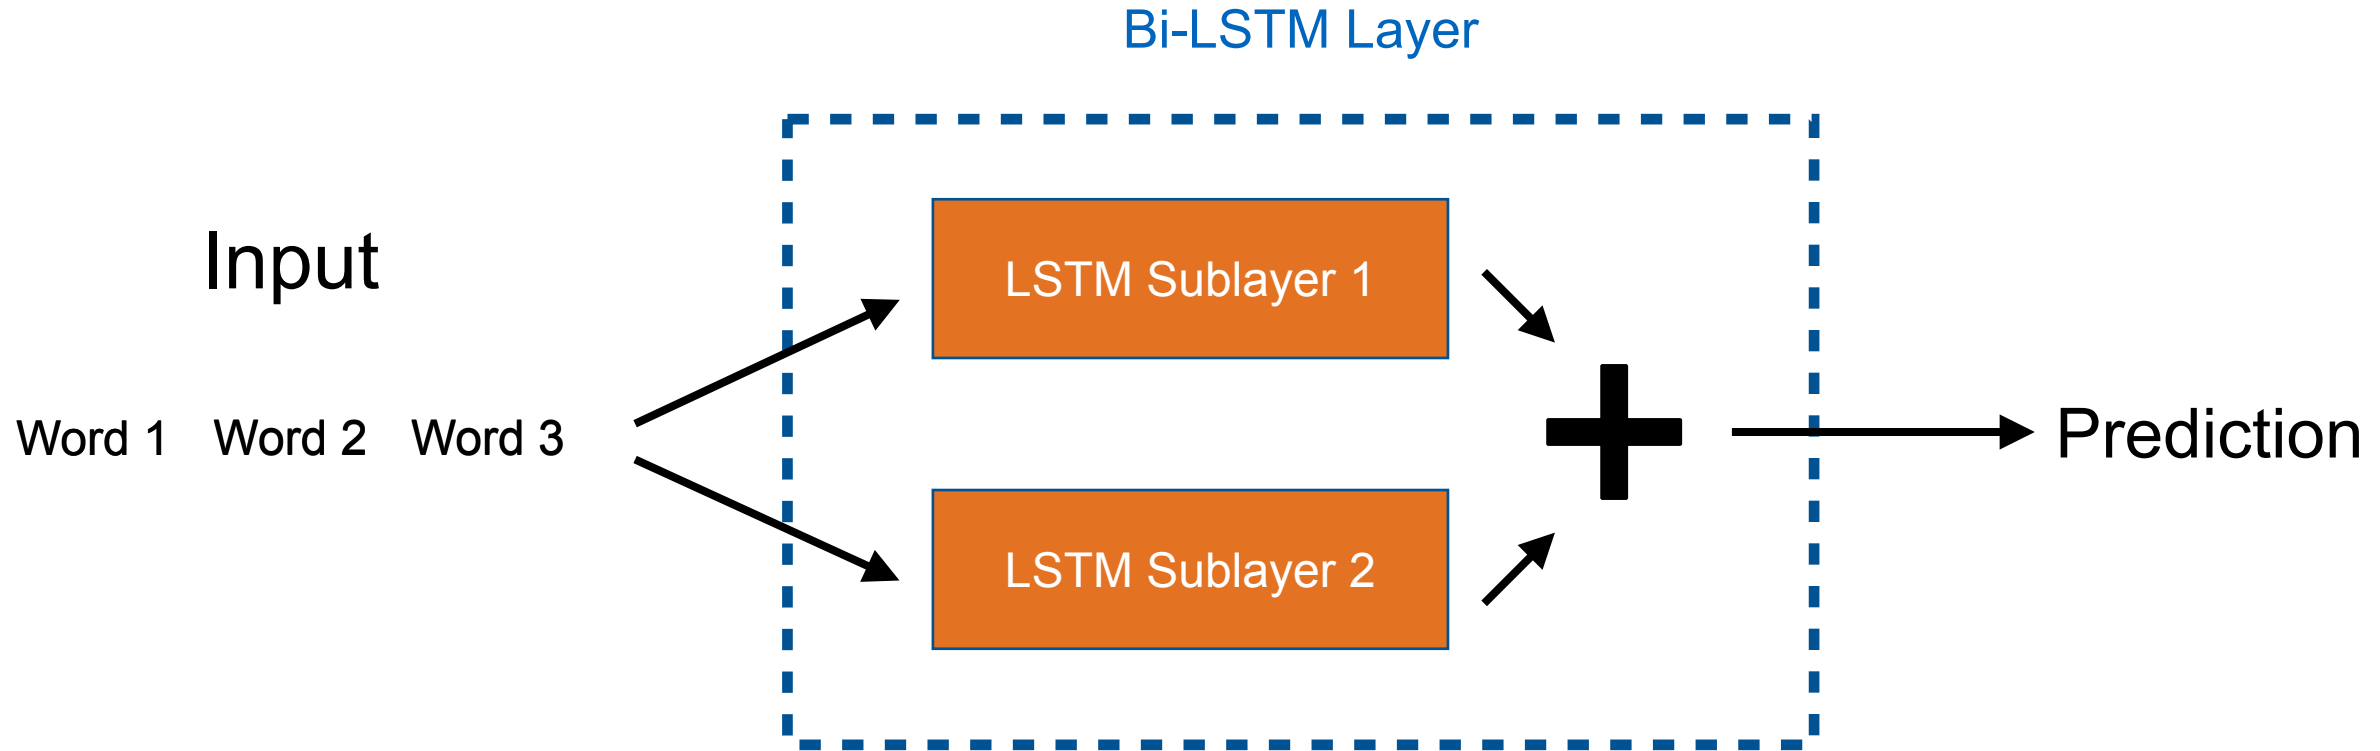 Bi-LSTM Layer
Input
LSTM Sublayer 1
Word 1 Word 2 Word 3
Prediction
LSTM Sublayer 2